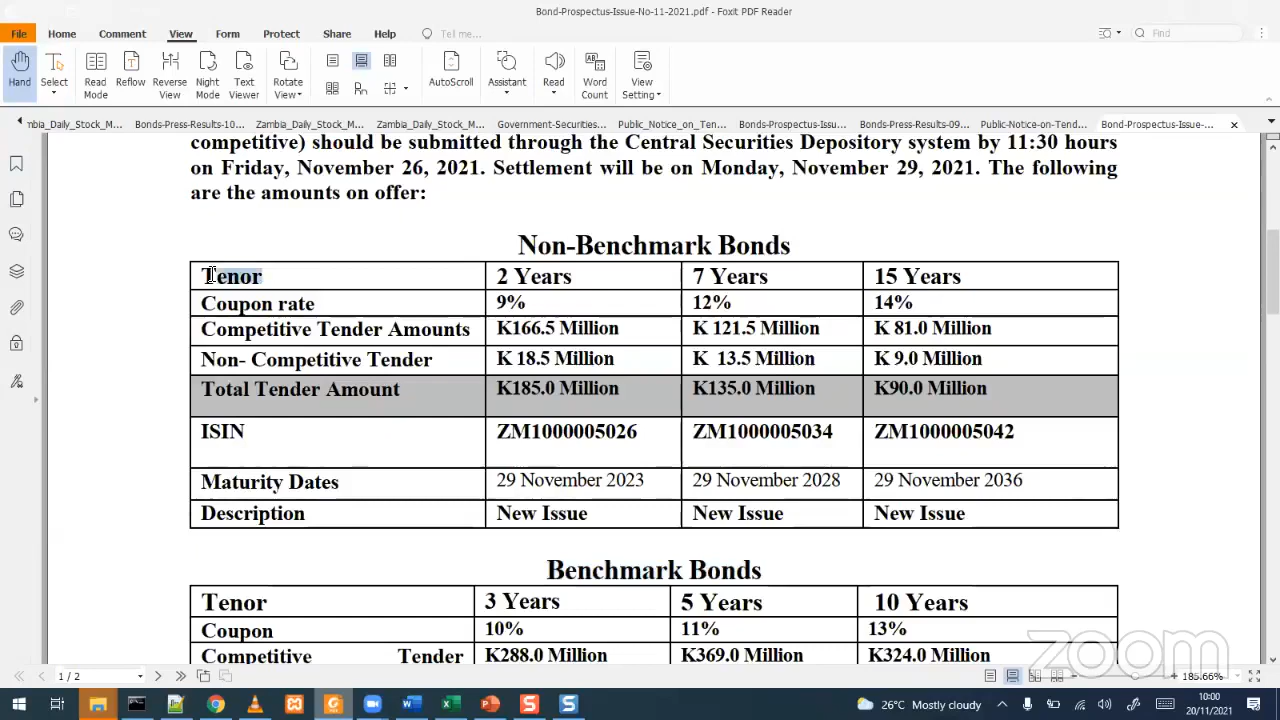 Bond-Prospectus-Issue-No-11-2021.pdf - Foxit PDF Reader
File Home Comment View Form Protect Share Help Tell me... Find
Hand Select Read Mode Reflow Reverse View Night Mode Text Viewer Rotate View AutoScroll Assistant Read Word Count View Setting
mbia_Daily_Stock_M... Bonds-Press-Results-10... Zambia_Daily_Stock_M... Zambia_Daily_Stock_M... Government-Securities... Public_Notice_on_Ten... Bonds-Prospectus-Issu... Bonds-Press-Results-09... Public-Notice-on-Tend... Bond-Prospectus-Issue-...
competitive) should be submitted through the Central Securities Depository system by 11:30 hours
on Friday, November 26, 2021. Settlement will be on Monday, November 29, 2021. The following
are the amounts on offer:
Non-Benchmark Bonds
Tenor 2 Years 7 Years 15 Years
Coupon rate 9% 12% 14%
Competitive Tender Amounts K166.5 Million K 121.5 Million K 81.0 Million
Non- Competitive Tender K 18.5 Million K 13.5 Million K 9.0 Million
Total Tender Amount K185.0 Million K135.0 Million K90.0 Million
ISIN ZM1000005026 ZM1000005034 ZM1000005042
Maturity Dates 29 November 2023 29 November 2028 29 November 2036
Description New Issue New Issue New Issue
Benchmark Bonds
Tenor 3 Years 5 Years 10 Years
Coupon 10% 11% 13%
Competitive Tender K288.0 Million K369.0 Million K324.0 Million
zoom
1 / 2 185.66%
26°C Mostly cloudy 10:00
20/11/2021